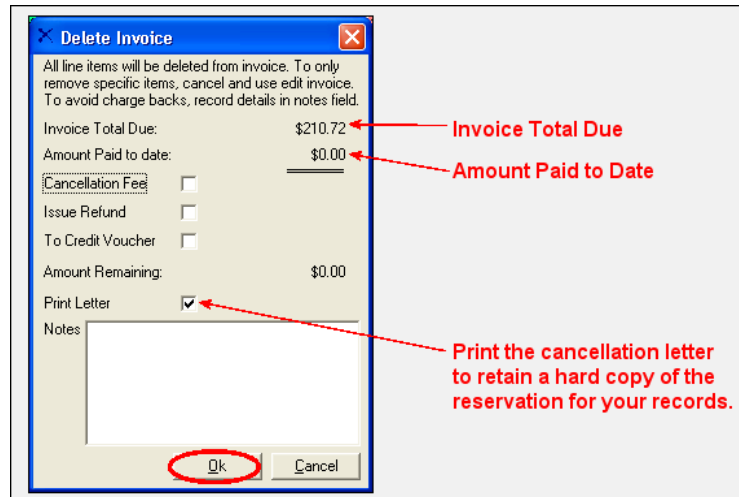 Delete Invoice
All line items will be deleted from invoice. To only
remove specific items, cancel and use edit invoice.
To avoid charge backs, record details in notes field.
Invoice Total Due: $210.72
Invoice Total Due
Amount Paid to date: $0.00
Amount Paid to Date
Cancellation Fee
Issue Refund
To Credit Voucher
Amount Remaining: $0.00
Print Letter
Notes
Print the cancellation letter
to retain a hard copy of the
reservation for your records.
Ok Cancel